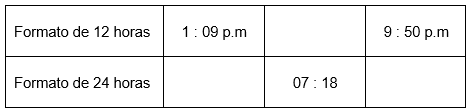 Formato de 12 horas 1 : 09 p.m 9 : 50 p.m
Formato de 24 horas 07 : 18